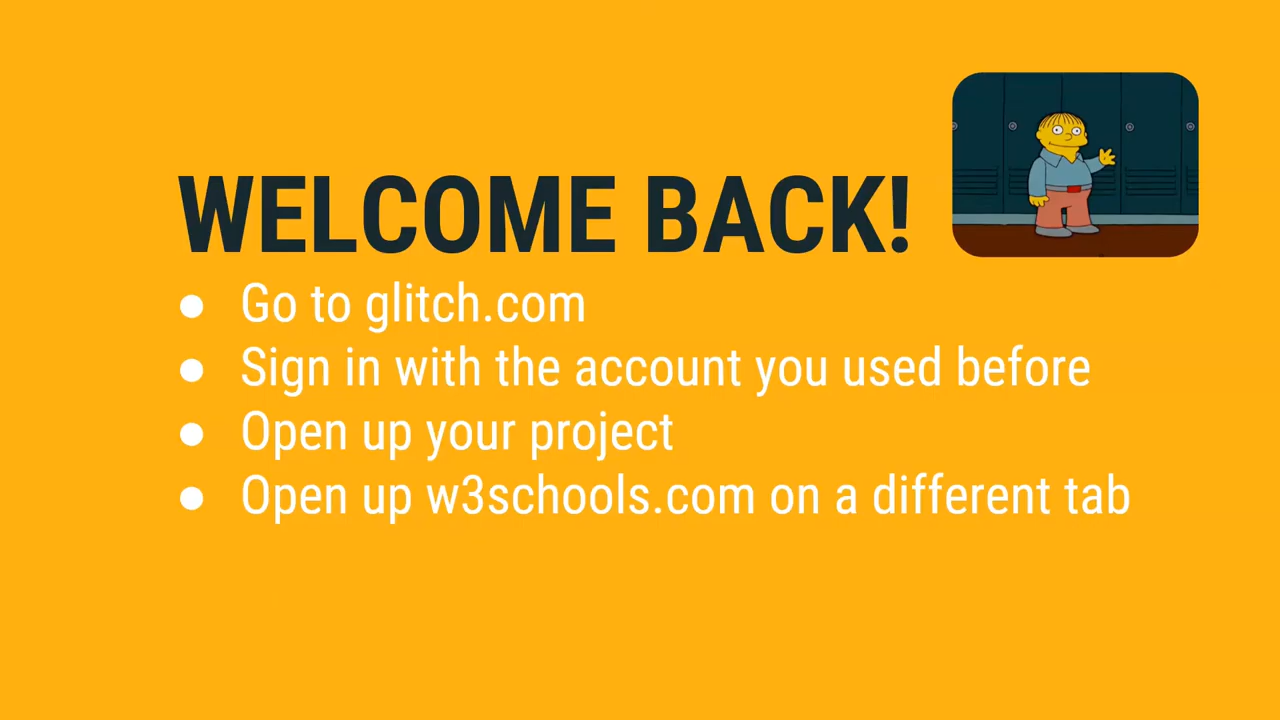 WELCOME BACK!
● Go to glitch.com
● Sign in with the account you used before
● Open up your project
● Open up w3schools.com on a different tab